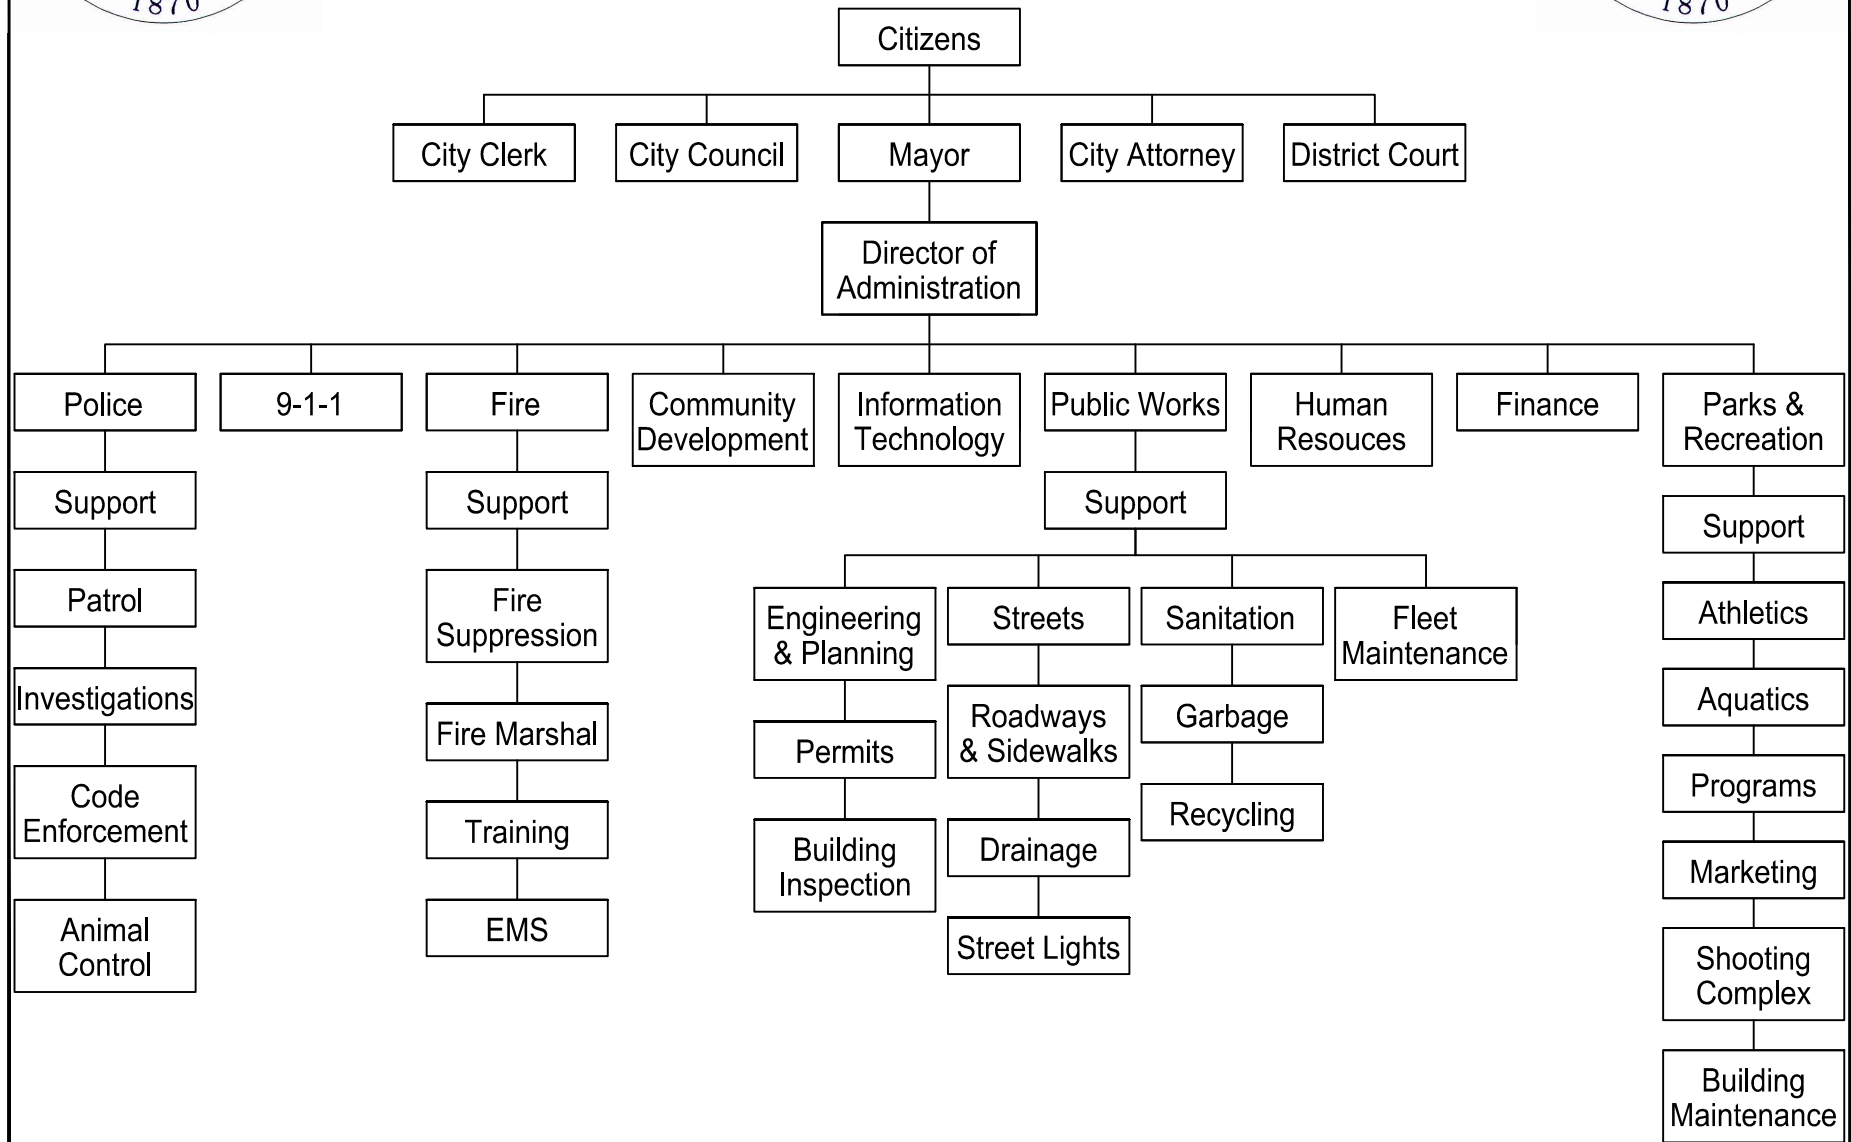 1870
1870
Citizens
City Clerk
City Council
Mayor
City Attorney
District Court
Director of
Administration
Police
9-1-1
Fire
Community
Development
Information
Technology
Public Works
Human
Resouces
Finance
Parks &
Recreation
Support
Patrol
Investigations
Code
Enforcement
Animal
Control
Support
Fire
Suppression
Fire Marshal
Training
EMS
Support
Engineering
& Planning
Permits
Building
Inspection
Streets
Roadways
& Sidewalks
Drainage
Street Lights
Sanitation
Garbage
Recycling
Fleet
Maintenance
Support
Athletics
Aquatics
Programs
Marketing
Shooting
Complex
Building
Maintenance